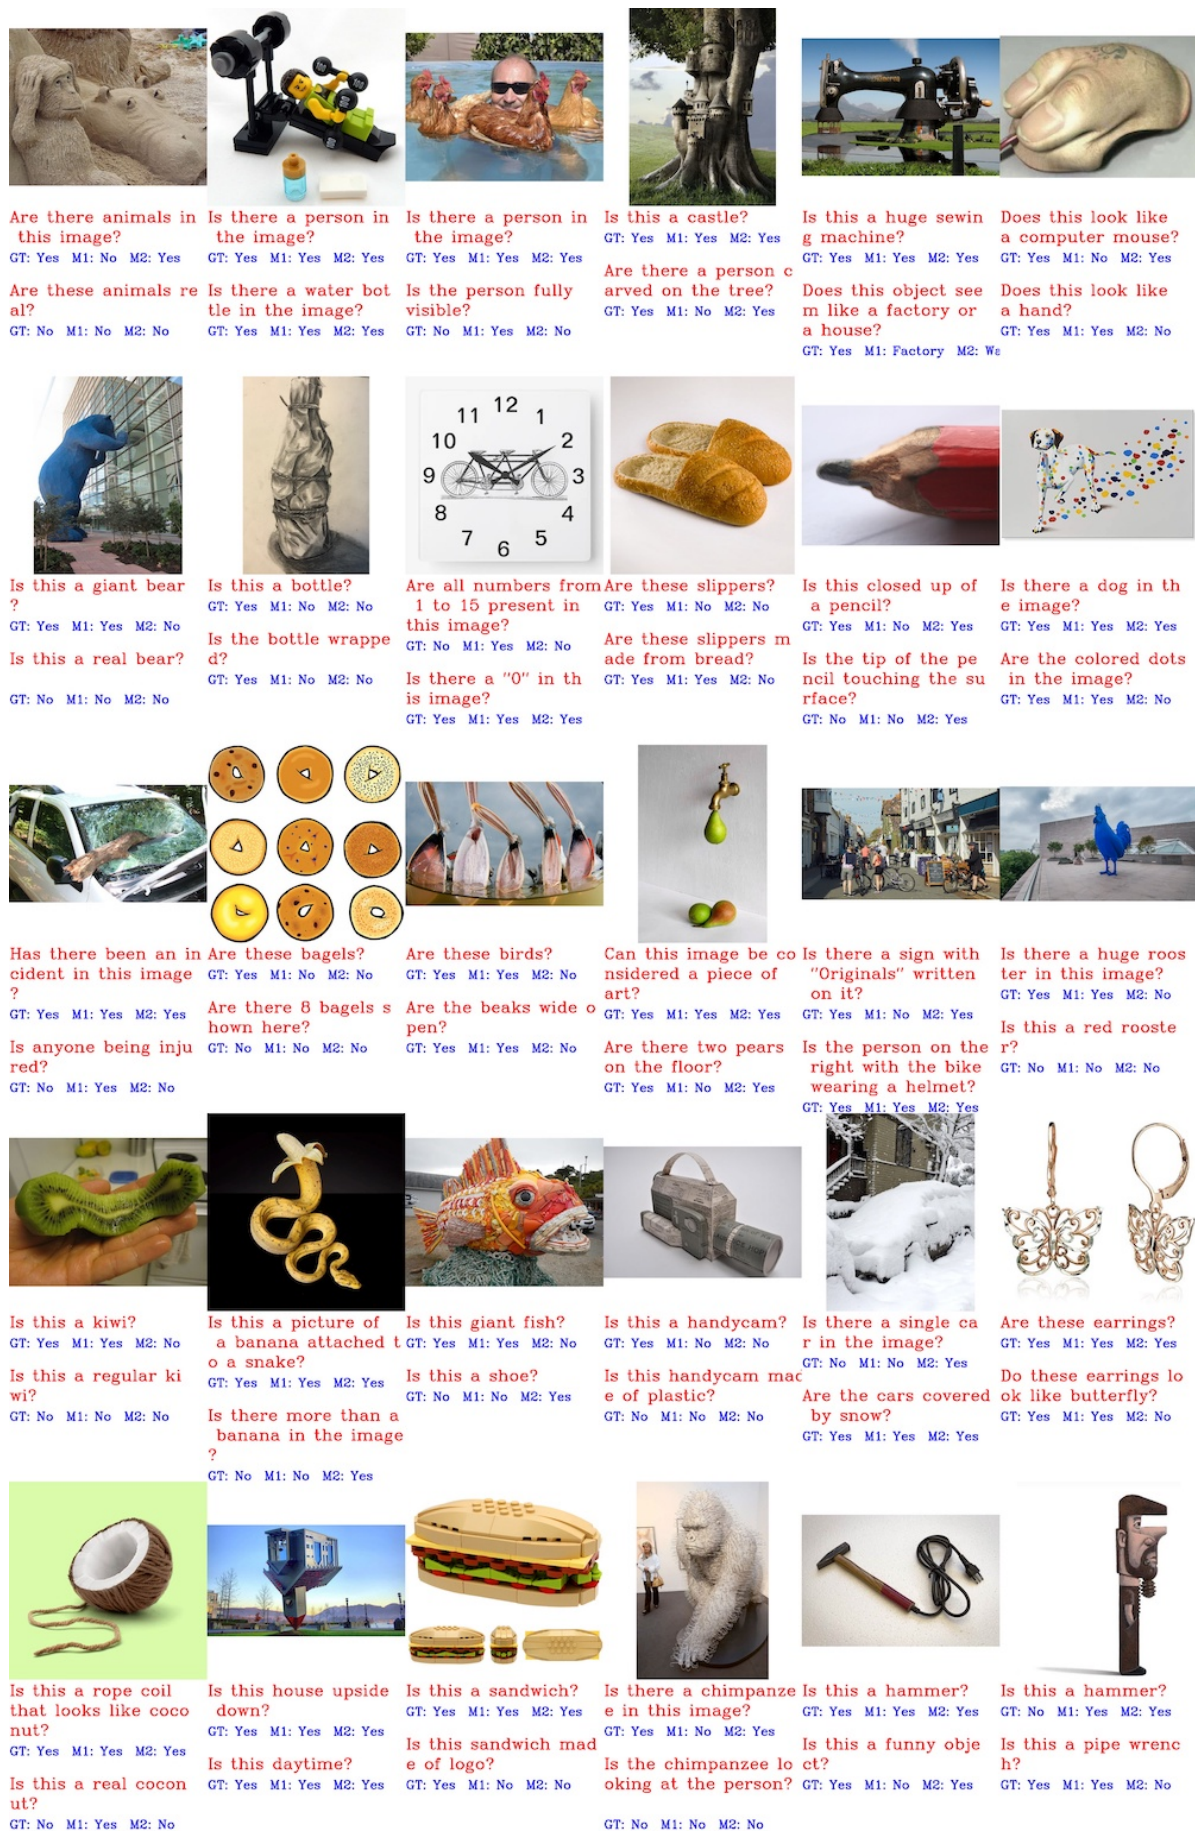 Are there animals in
this image?
GT: Yes M1: No M2: Yes
Are these animals re
al?
GT: No M1: No M2: No
Is there a person in
the image?
GT: Yes M1: Yes M2: Yes
Is there a water bot
tle in the image?
GT: Yes M1: Yes M2: Yes
Is there a person in
the image?
GT: Yes M1: Yes M2: Yes
Is the person fully
visible?
GT: No M1: Yes M2: No
Is this a castle?
GT: Yes M1: Yes M2: Yes
Are there a person c
arved on the tree?
GT: Yes M1: No M2: Yes
Is this a huge sewin
g machine?
GT: Yes M1: Yes M2: Yes
Does this object see
m like a factory or
a house?
GT: Yes M1: Factory M2: Wa
Does this look like
a computer mouse?
GT: Yes M1: No M2: Yes
Does this look like
a hand?
GT: Yes M1: Yes M2: No
Is this a giant bear
?
GT: Yes M1: Yes M2: No
Is this a real bear?
GT: No M1: No M2: No
Is this a bottle?
GT: Yes M1: No M2: No
Is the bottle wrappe
d?
GT: Yes M1: No M2: No
12
11 1
10 2
9 3
8 4
7 5
6
Are all numbers from
1 to 15 present in
this image?
GT: No M1: Yes M2: No
Is there a "0" in th
is image?
GT: Yes M1: Yes M2: Yes
Are these slippers?
GT: Yes M1: No M2: No
Are these slippers m
ade from bread?
GT: Yes M1: Yes M2: No
Is this closed up of
a pencil?
GT: Yes M1: No M2: Yes
Is the tip of the pe
ncil touching the su
rface?
GT: No M1: No M2: Yes
Is there a dog in th
e image?
GT: Yes M1: Yes M2: Yes
Are the colored dots
in the image?
GT: Yes M1: Yes M2: No
Has there been an in
cident in this image
?
GT: Yes M1: Yes M2: Yes
Is anyone being inju
red?
GT: No M1: Yes M2: No
Are these bagels?
GT: Yes M1: No M2: No
Are there 8 bagels s
hown here?
GT: No M1: No M2: No
Are these birds?
GT: Yes M1: Yes M2: No
Are the beaks wide o
pen?
GT: Yes M1: Yes M2: No
Can this image be co
nsidered a piece of
art?
GT: Yes M1: Yes M2: Yes
Are there two pears
on the floor?
GT: Yes M1: No M2: Yes
Is there a sign with
"Originals" written
on it?
GT: Yes M1: No M2: Yes
Is the person on the
right with the bike
wearing a helmet?
GT: Yes M1: Yes M2: Yes
Is there a huge roos
ter in this image?
GT: Yes M1: Yes M2: No
Is this a red rooste
r?
GT: No M1: No M2: No
Is this a kiwi?
GT: Yes M1: Yes M2: No
Is this a regular ki
wi?
GT: No M1: No M2: No
Is this a picture of
a banana attached t
o a snake?
GT: Yes M1: Yes M2: Yes
Is there more than a
banana in the image
?
GT: No M1: No M2: Yes
Is this giant fish?
GT: Yes M1: Yes M2: No
Is this a shoe?
GT: No M1: No M2: Yes
Is this a handycam?
GT: Yes M1: Yes M2: No
Is this handycam mad
e of plastic?
GT: No M1: No M2: No
Is there a single ca
r in the image?
GT: No M1: No M2: Yes
Are the cars covered
by snow?
GT: Yes M1: Yes M2: Yes
Are these earrings?
GT: Yes M1: Yes M2: Yes
Do these earrings lo
ok like butterfly?
GT: Yes M1: Yes M2: No
Is this a rope coil
that looks like coco
nut?
GT: Yes M1: Yes M2: Yes
Is this a real cocon
ut?
GT: No M1: Yes M2: No
Is this house upside
down?
GT: Yes M1: Yes M2: Yes
Is this daytime?
GT: Yes M1: Yes M2: Yes
Is this a sandwich?
GT: Yes M1: Yes M2: Yes
Is this sandwich mad
e of logo?
GT: Yes M1: No M2: No
Is there a chimpanze
e in this image?
GT: Yes M1: No M2: Yes
Is the chimpanzee lo
oking at the person?
GT: No M1: No M2: No
Is this a hammer?
GT: Yes M1: Yes M2: Yes
Is this a funny obje
ct?
GT: Yes M1: No M2: Yes
Is this a hammer?
GT: No M1: Yes M2: Yes
Is this a pipe wrenc
h?
GT: Yes M1: Yes M2: No